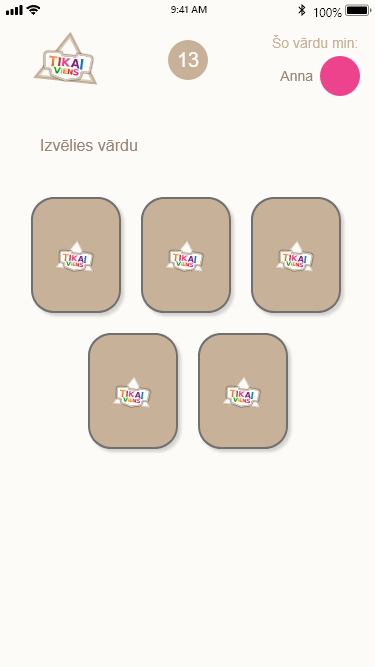 9:41 AM
100%
TIKAI
VIENS
13
Šo vārdu min:
Anna
Izvēlies vārdu
TIKAI
VIENS
TIKAI
VIENS
TIKAI
VIENS
TIKAI
VIENS
TIKAI
VIENS